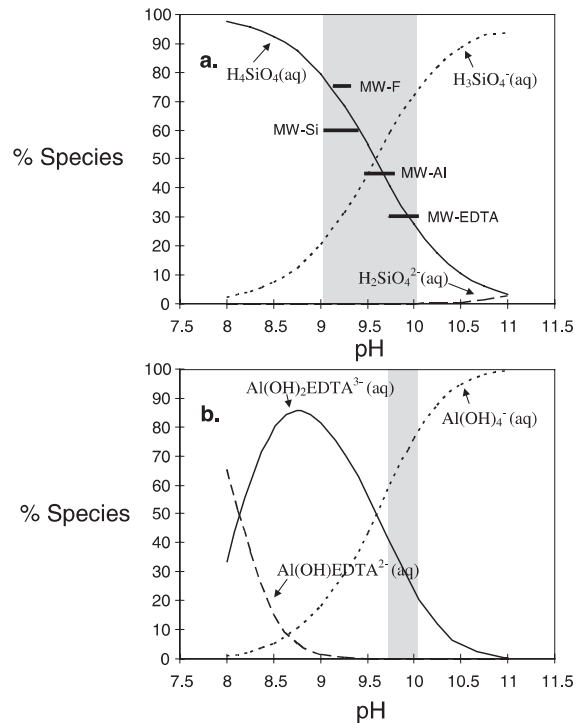 100
90
80
70
60
50
40
30
20
10
0
% Species
a.
H₄SiO₄(aq)
H₃SiO₄⁻(aq)
MW-F
MW-Si
MW-Al
MW-EDTA
H₂SiO₄²⁻(aq)
7.5 8 8.5 9 9.5 10 10.5 11 11.5
pH
100
90
80
70
60
50
40
30
20
10
0
% Species
b.
Al(OH)₂EDTA³⁻(aq)
Al(OH)₄⁻(aq)
Al(OH)EDTA²⁻(aq)
7.5 8 8.5 9 9.5 10 10.5 11 11.5
pH